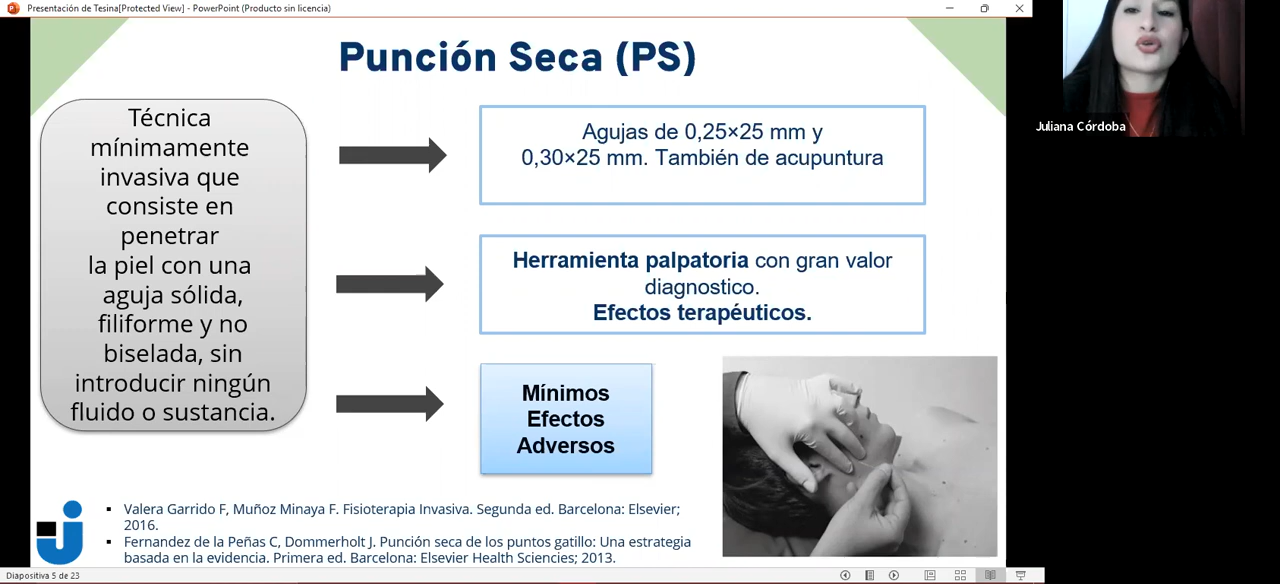 Presentación de Tesina[Protected View] - PowerPoint (Producto sin licencia)
Punción Seca (PS)
Técnica
mínimamente
invasiva que
consiste en
penetrar
la piel con una
aguja sólida,
filiforme y no
biselada, sin
introducir ningún
fluido o sustancia.
Agujas de 0,25×25 mm y
0,30×25 mm. También de acupuntura
Herramienta palpatoria con gran valor
diagnostico.
Efectos terapéuticos.
Mínimos
Efectos
Adversos
Juliana Córdoba
▪ Valera Garrido F, Muñoz Minaya F. Fisioterapia Invasiva. Segunda ed. Barcelona: Elsevier;
2016.
▪ Fernandez de la Peñas C, Dommerholt J. Punción seca de los puntos gatillo: Una estrategia
basada en la evidencia. Primera ed. Barcelona: Elsevier Health Sciencies; 2013.
Diapositiva 5 de 23